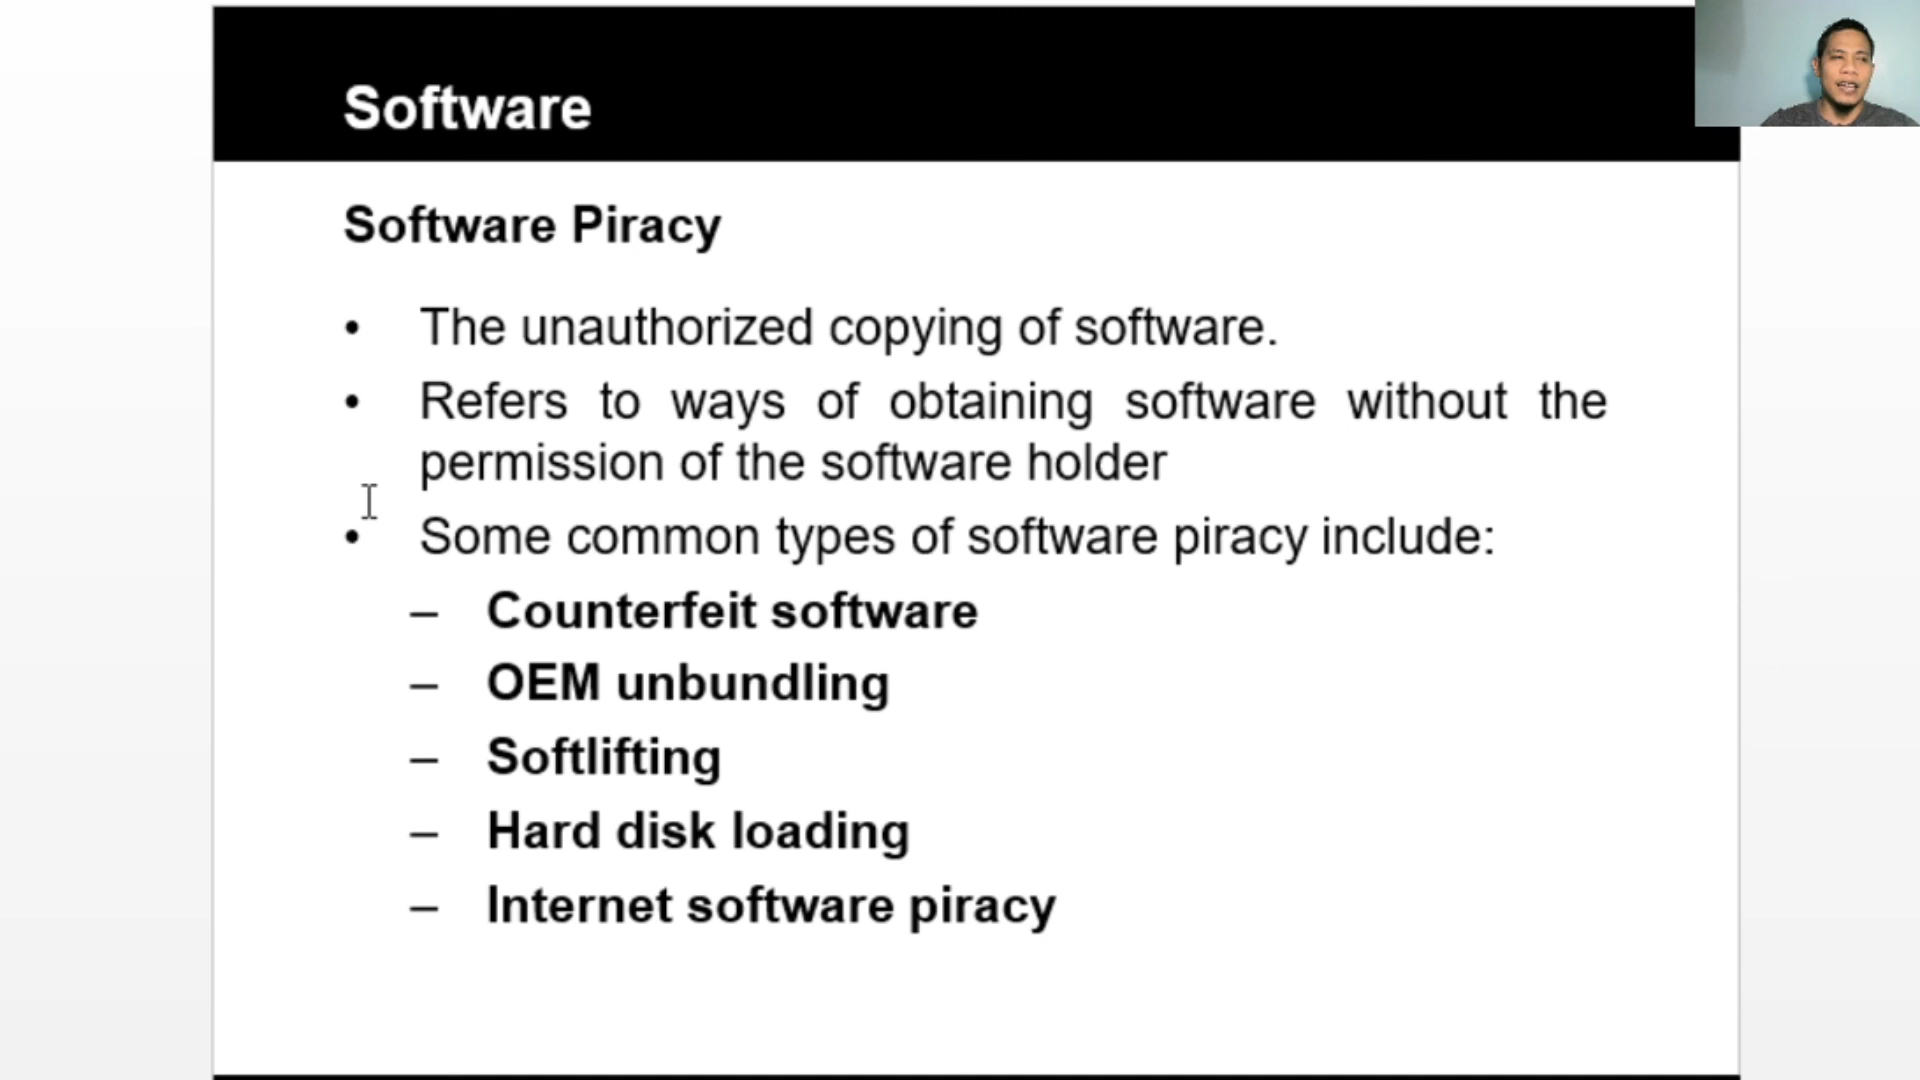 Software
Software Piracy
• The unauthorized copying of software.
• Refers to ways of obtaining software without the
permission of the software holder
• Some common types of software piracy include:
– Counterfeit software
– OEM unbundling
– Softlifting
– Hard disk loading
– Internet software piracy